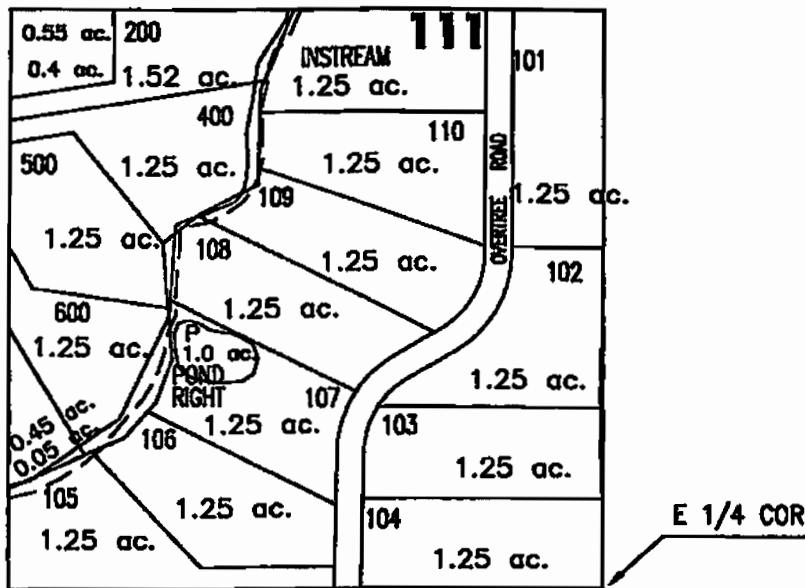 0.55 ac.
200
111
0.4 ac.
INSTREAM
101
1.52 ac.
1.25 ac.
400
110
500
1.25 ac.
1.25 ac.
OVERTREE ROAD
109
1.25 ac.
1.25 ac.
108
1.25 ac.
102
600
1.25 ac.
P
1.25 ac.
1.0 ac.
POND
RIGHT
107
1.25 ac.
0.45 ac.
0.05 ac.
106
1.25 ac.
103
1.25 ac.
105
1.25 ac.
104
E 1/4 COR
1.25 ac.
1.25 ac.